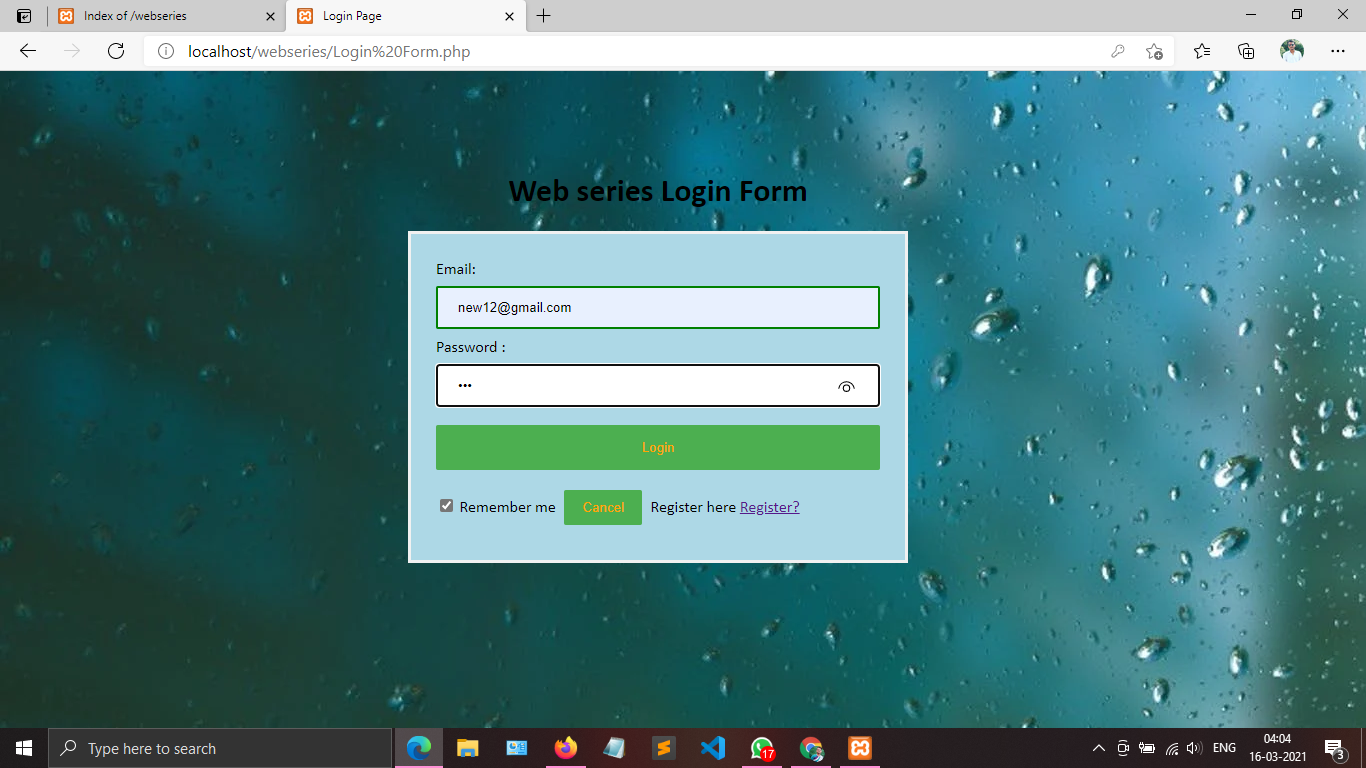 Index of /webseries
Login Page
localhost/webseries/Login%20Form.php
Web series Login Form
Email:
new12@gmail.com
Password :
Login
Remember me Cancel Register here Register?
Type here to search
17
ENG
04:04
16-03-2021
3